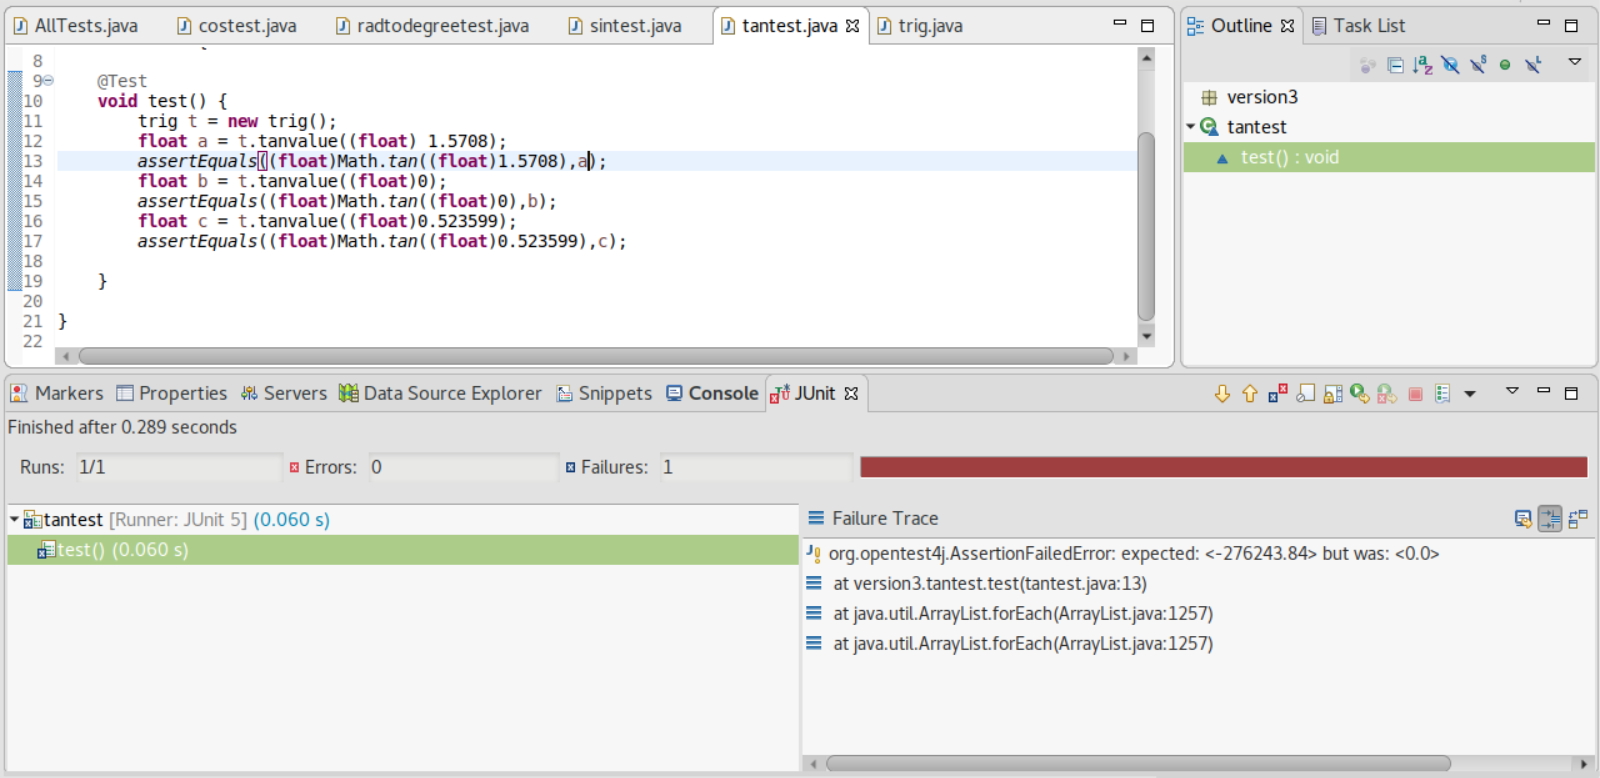 AllTests.java costest.java radtodegreetest.java sintest.java tantest.java trig.java
8
9 @Test
10 void test() {
11 trig t = new trig();
12 float a = t.tanvalue((float) 1.5708);
13 assertEquals((float)Math.tan((float)1.5708),a);
14 float b = t.tanvalue((float)0);
15 assertEquals((float)Math.tan((float)0),b);
16 float c = t.tanvalue((float)0.523599);
17 assertEquals((float)Math.tan((float)0.523599),c);
18
19 }
20
21 }
22
Outline Task List
version3
tantest
test() : void
Markers Properties Servers Data Source Explorer Snippets Console JUnit
Finished after 0.289 seconds
Runs: 1/1 Errors: 0 Failures: 1
tantest [Runner: JUnit 5] (0.060 s)
test() (0.060 s)
Failure Trace
org.opentest4j.AssertionFailedError: expected: <-276243.84> but was: <0.0>
at version3.tantest.test(tantest.java:13)
at java.util.ArrayList.forEach(ArrayList.java:1257)
at java.util.ArrayList.forEach(ArrayList.java:1257)